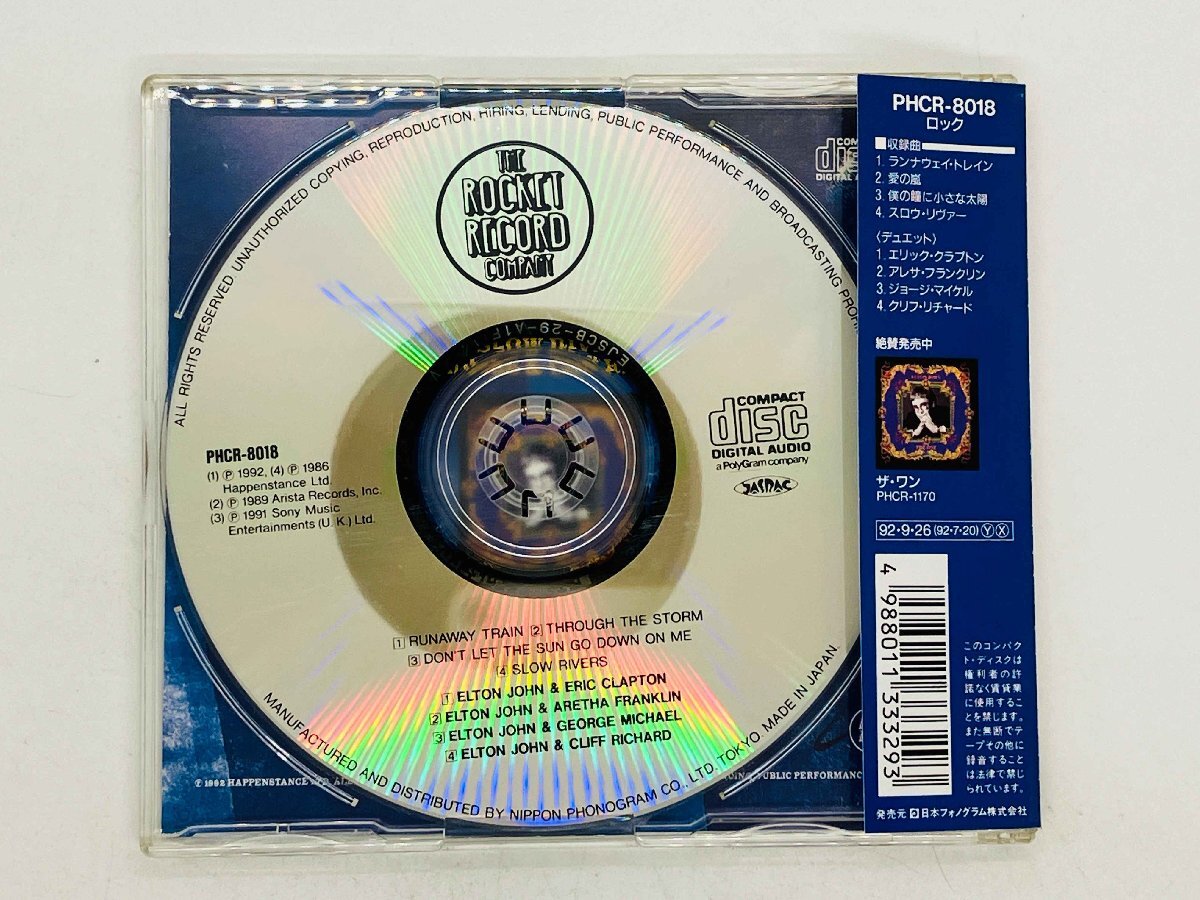 ALL RIGHTS RESERVED UNAUTHORIZED COPYING, REPRODUCTION, HIRING, LENDING, PUBLIC PERFORMANCE AND BROADCASTING
THE
ROCKET
RECORD
COMPANY
EJSCB-29-A1
PHCR-8018
(1) Ⓟ 1992, (4) Ⓟ 1986
Happenstance Ltd.
(2) Ⓟ 1989 Arista Records, Inc.
(3) Ⓟ 1991 Sony Music
Entertainments (U. K.) Ltd.
COMPACT
disc
DIGITAL AUDIO
a PolyGram company
JASRAC
1 RUNAWAY TRAIN 2 THROUGH THE STORM
3 DON'T LET THE SUN GO DOWN ON ME
4 SLOW RIVERS
1 ELTON JOHN & ERIC CLAPTON
2 ELTON JOHN & ARETHA FRANKLIN
3 ELTON JOHN & GEORGE MICHAEL
4 ELTON JOHN & CLIFF RICHARD
MANUFACTURED AND DISTRIBUTED BY NIPPON PHONOGRAM CO., LTD. TOKYO. MADE IN JAPAN.
Ⓟ 1992 HAPPENSTANCE
PUBLIC PERFORMANCE
PHCR-8018
ロック
■収録曲
1. ランナウェイ・トレイン
2. 愛の嵐
3. 僕の瞳に小さな太陽
4. スロウ・リヴァー
〈デュエット〉
1. エリック・クラプトン
2. アレサ・フランクリン
3. ジョージ・マイケル
4. クリフ・リチャード
絶賛発売中
ザ・ワン
PHCR-1170
92・9・26 (92・7・20) Ⓨ Ⓧ
4 988011 333293
このコンパク
ト・ディスクは
権利者の許
諾なく賃貸業
に使用するこ
とを禁じます。
また無断でテ
ープその他に
録音すること
は法律で禁じ
られています。
発売元 日本フォノグラム株式会社